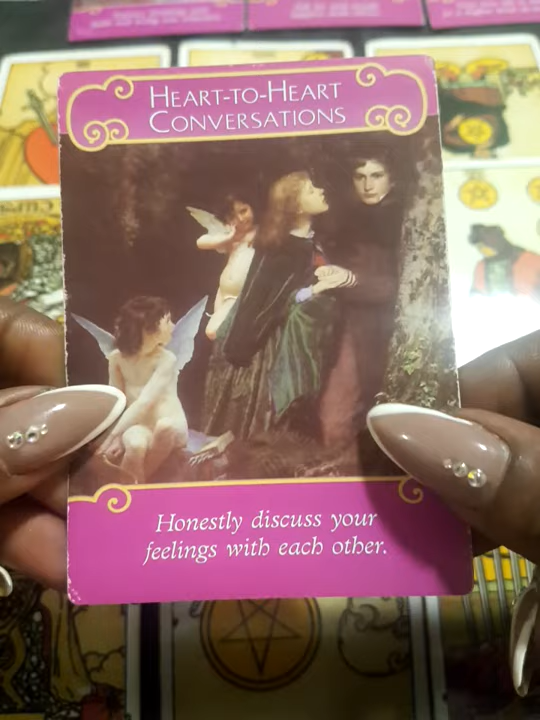 HEART-TO-HEART
CONVERSATIONS
Honestly discuss your
feelings with each other.